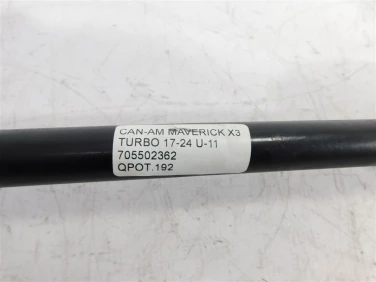 CAN-AM MAVERICK X3
TURBO 17-24 U-11
705502362
QPOT.192